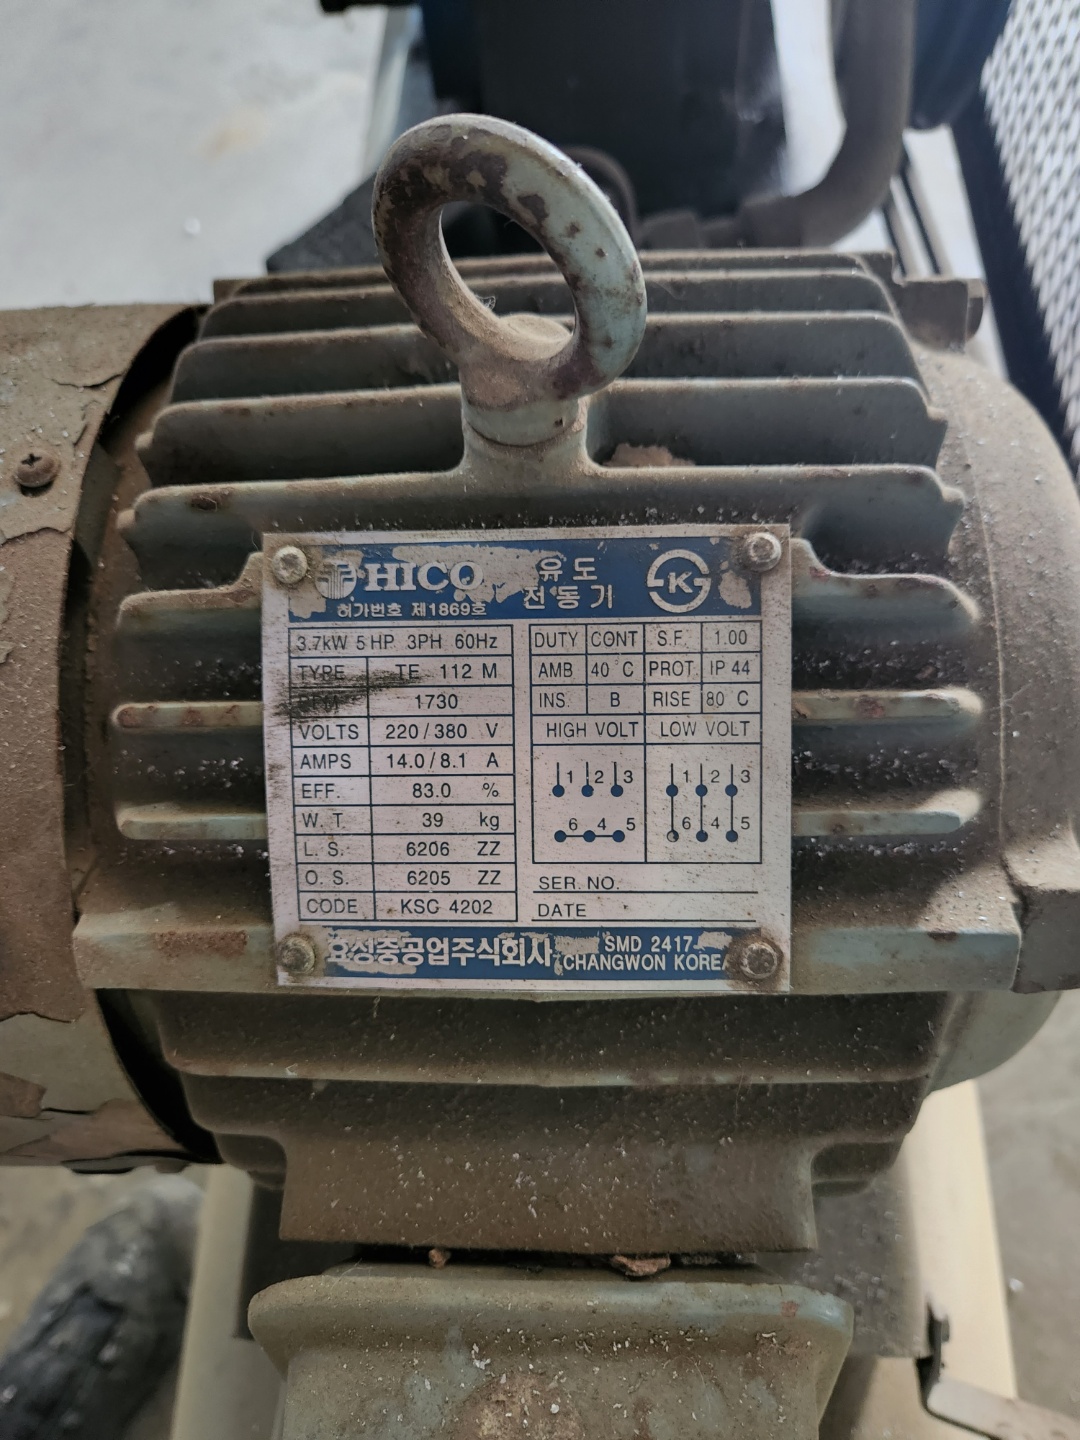 HICO 유도
허가번호 제1869호 전동기 K
3.7kW 5 HP 3PH 60Hz
TYPE TE 112 M
RPM 1730
VOLTS 220/380 V
AMPS 14.0/8.1 A
EFF. 83.0 %
W. T. 39 kg
L. S. 6206 ZZ
O. S. 6205 ZZ
CODE KSC 4202
DUTY CONT S.F. 1.00
AMB 40 C PROT. IP 44
INS. B RISE 80 C
HIGH VOLT LOW VOLT
1 2 3 1 2 3
6 4 5 6 4 5
SER. NO.
DATE
효성중공업주식회사 SMD 2417
CHANGWON KOREA